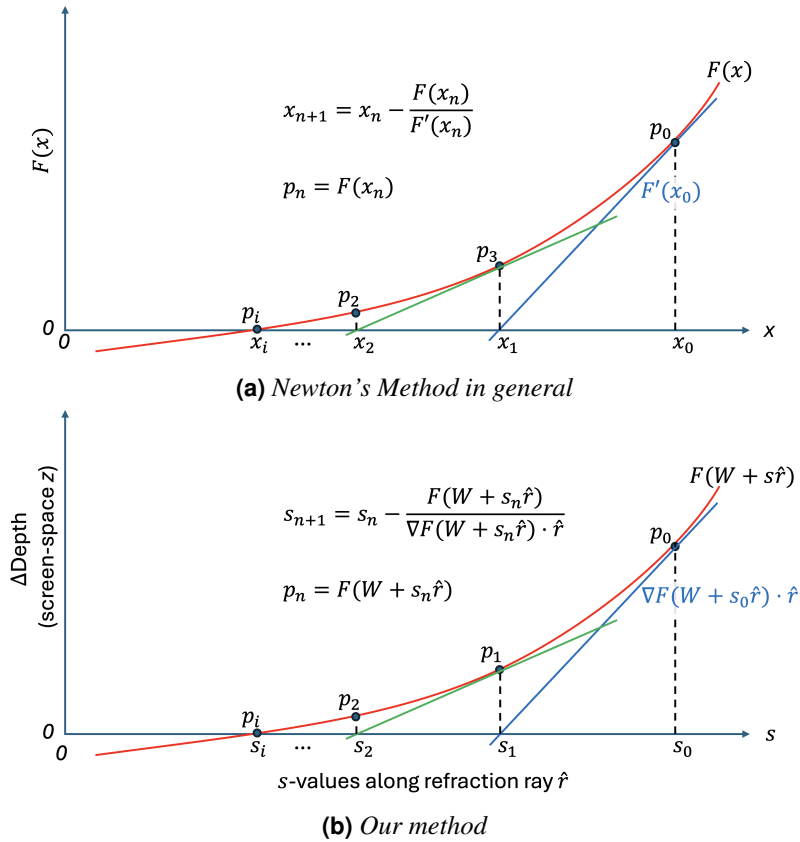 F(x)
x_{n+1} = x_n − F(x_n) / F′(x_n)
p_n = F(x_n)
F(x)
p_0
F′(x_0)
p_3
p_2
p_i
0
0
x_i
...
x_2
x_1
x_0
x
(a) Newton's Method in general
ΔDepth
(screen-space z)
F(W + sr̂)
s_{n+1} = s_n − F(W + s_n r̂) / ∇F(W + s_n r̂) · r̂
p_n = F(W + s_n r̂)
p_0
∇F(W + s_0 r̂) · r̂
p_1
p_2
p_i
0
0
s_i
...
s_2
s_1
s_0
s
s-values along refraction ray r̂
(b) Our method